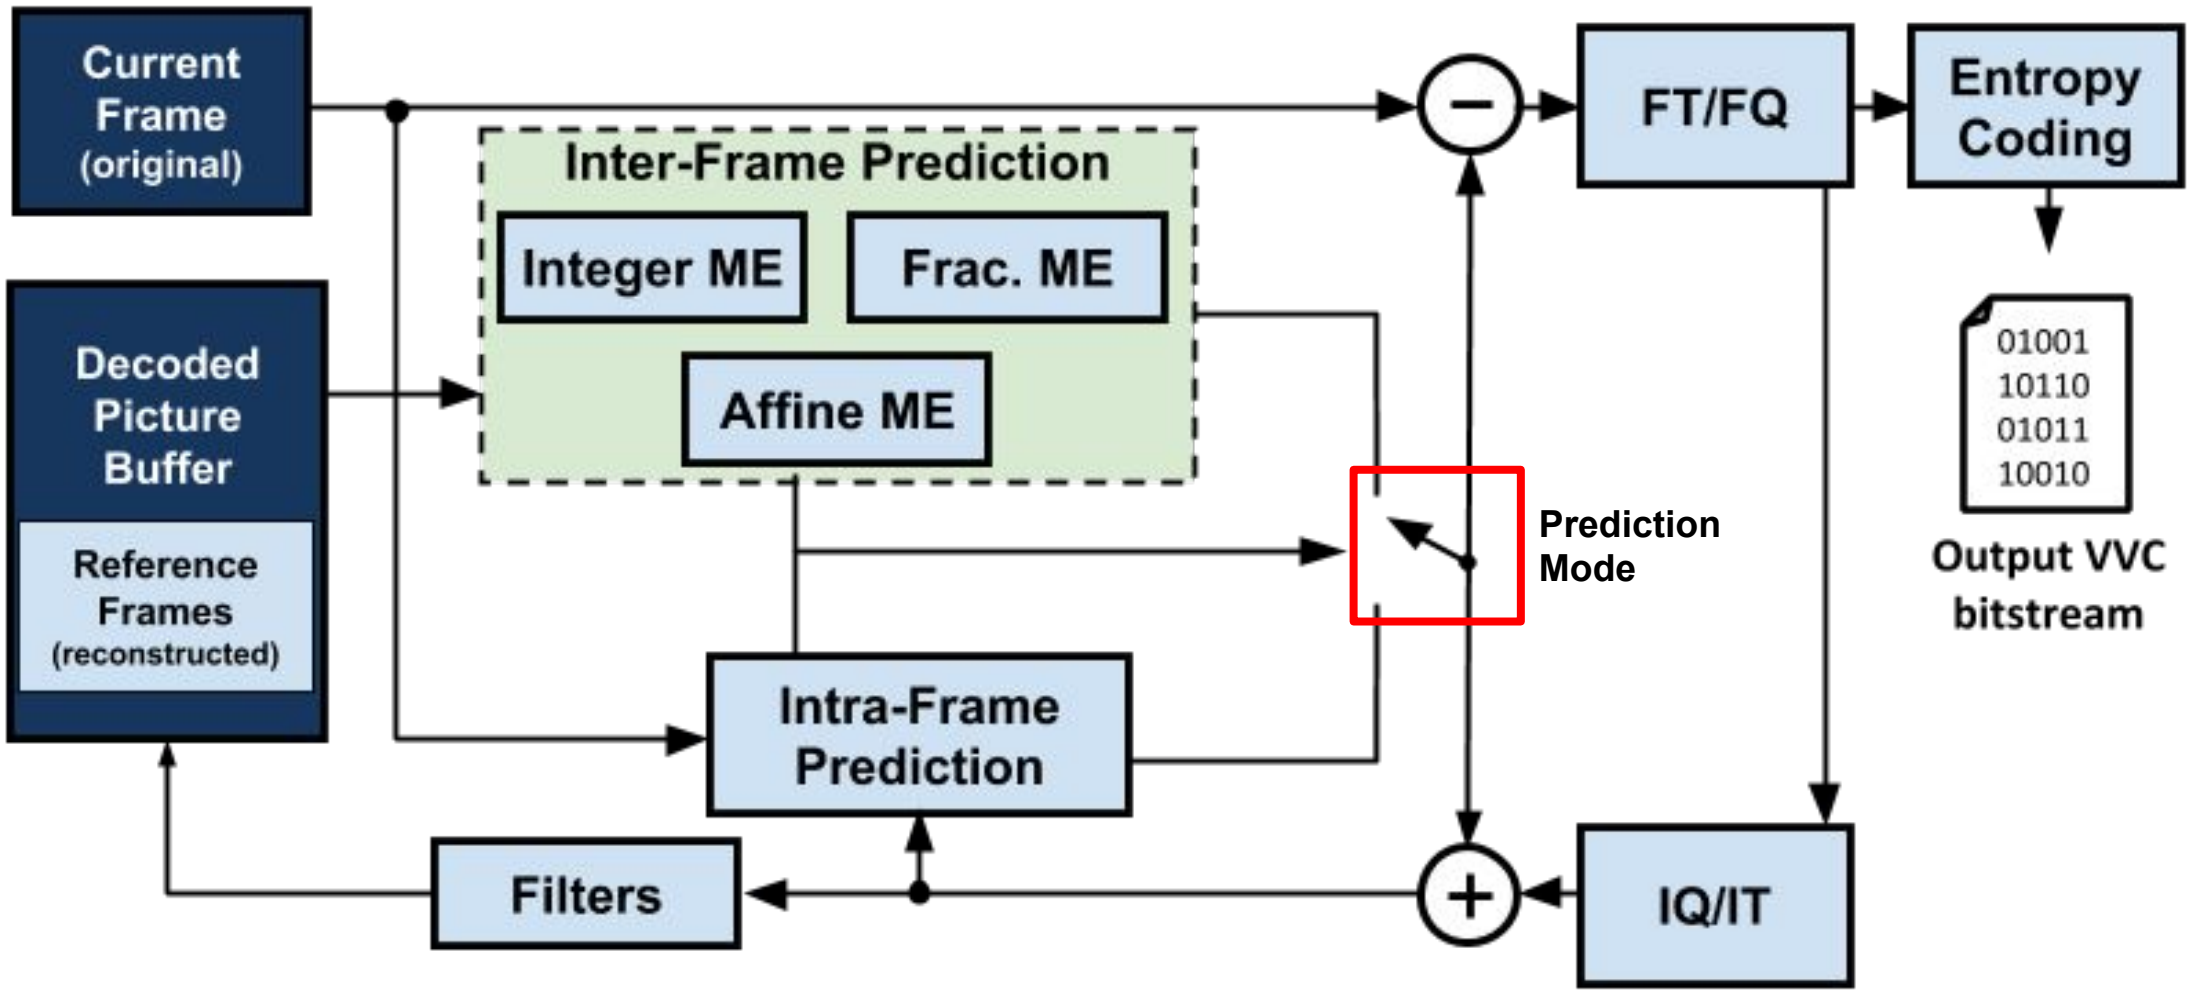 Current
Frame
(original)
Inter-Frame Prediction
Integer ME
Frac. ME
Affine ME
−
FT/FQ
Entropy
Coding
Decoded
Picture
Buffer
Reference
Frames
(reconstructed)
Prediction
Mode
01001
10110
01011
10010
Output VVC
bitstream
Intra-Frame
Prediction
Filters
+
IQ/IT